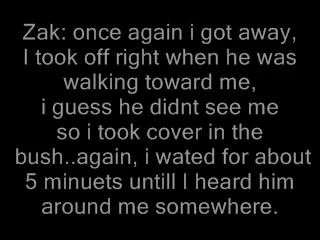 Zak: once again i got away,
I took off right when he was
walking toward me,
i guess he didnt see me
so i took cover in the
bush..again, i wated for about
5 minuets untill I heard him
around me somewhere.